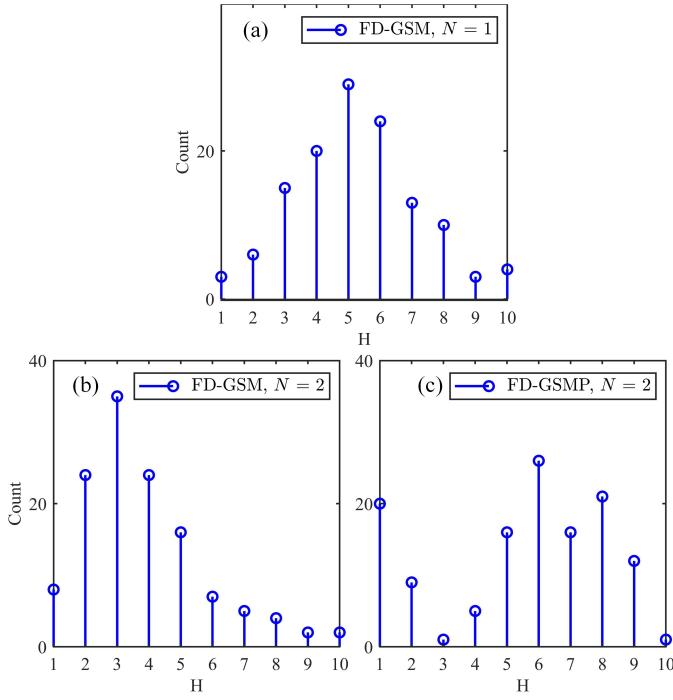 (a)
FD-GSM, N = 1
Count
20
0
1 2 3 4 5 6 7 8 9 10
H
(b)
FD-GSM, N = 2
Count
40
20
0
1 2 3 4 5 6 7 8 9 10
H
(c)
FD-GSMP, N = 2
40
20
0
1 2 3 4 5 6 7 8 9 10
H